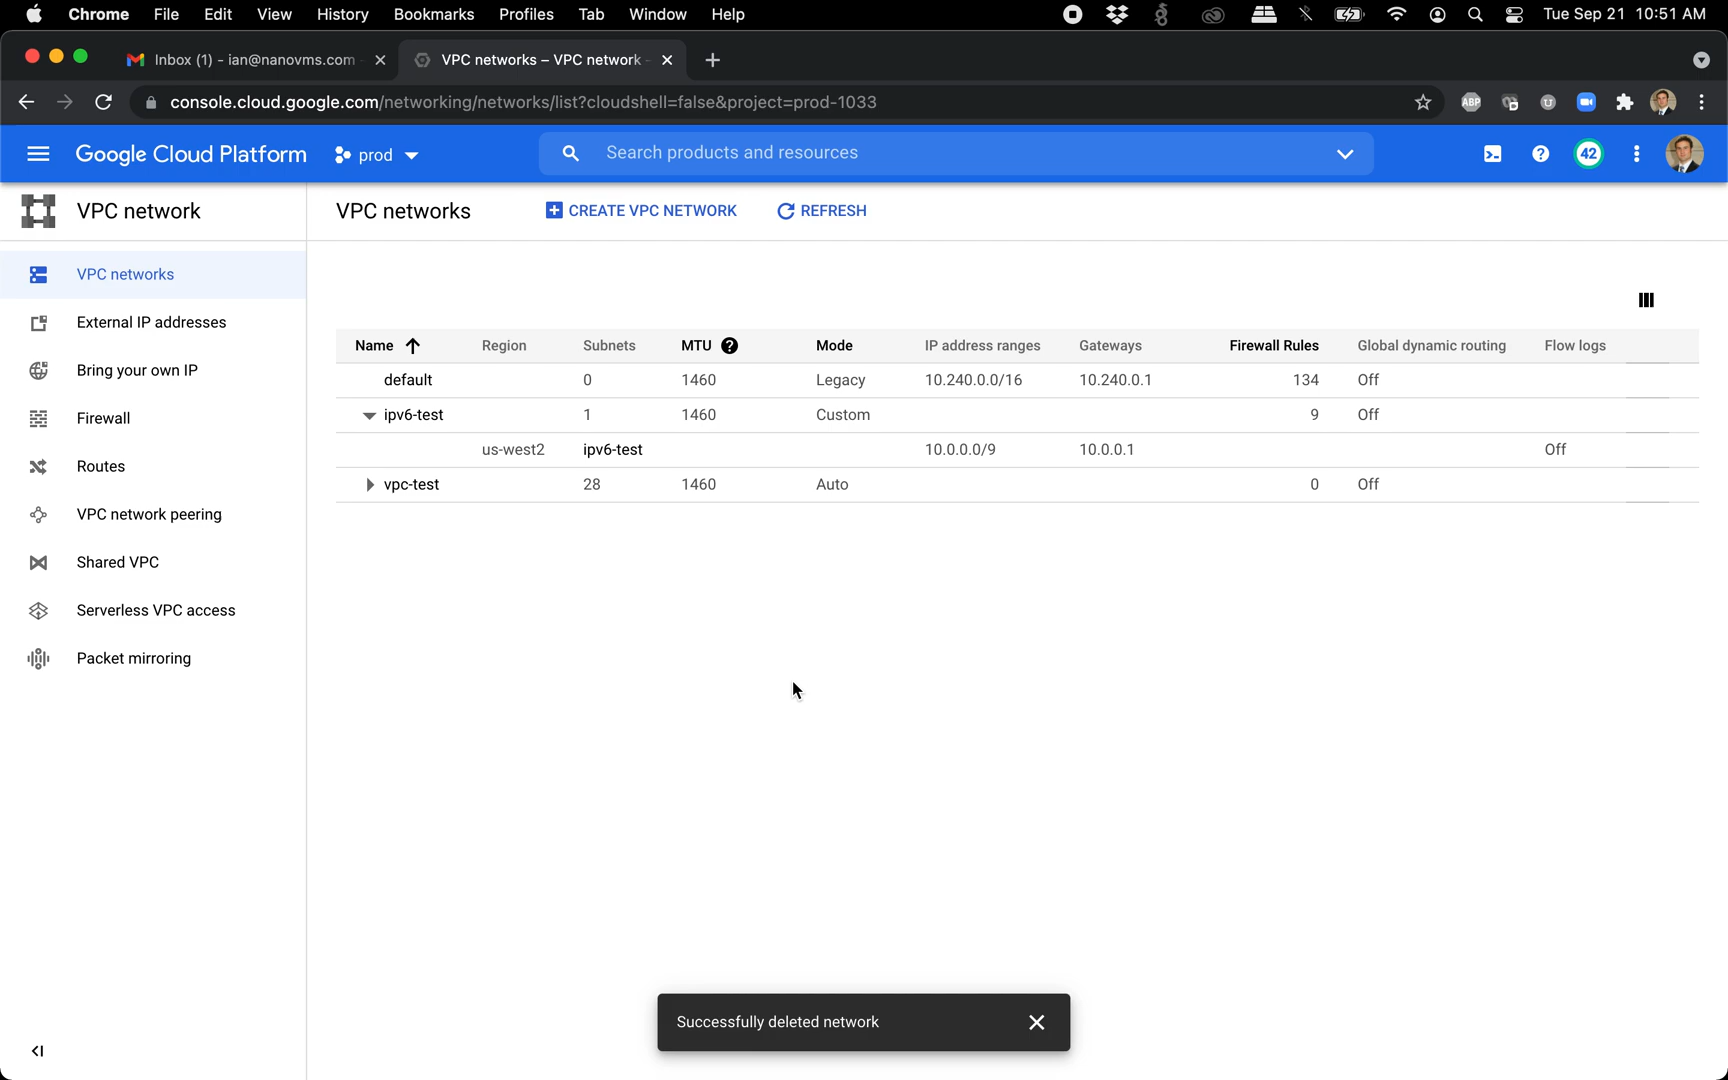 Chrome File Edit View History Bookmarks Profiles Tab Window Help Tue Sep 21 10:51 AM
Inbox (1) - ian@nanovms.com VPC networks – VPC network -
console.cloud.google.com/networking/networks/list?cloudshell=false&project=prod-1033 ABP
Google Cloud Platform prod Search products and resources 42
VPC network VPC networks CREATE VPC NETWORK REFRESH
VPC networks
External IP addresses
Bring your own IP
Firewall
Routes
VPC network peering
Shared VPC
Serverless VPC access
Packet mirroring
Name Region Subnets MTU Mode IP address ranges Gateways Firewall Rules Global dynamic routing Flow logs
default 0 1460 Legacy 10.240.0.0/16 10.240.0.1 134 Off
ipv6-test 1 1460 Custom 9 Off
us-west2 ipv6-test 10.0.0.0/9 10.0.0.1 Off
vpc-test 28 1460 Auto 0 Off
Successfully deleted network